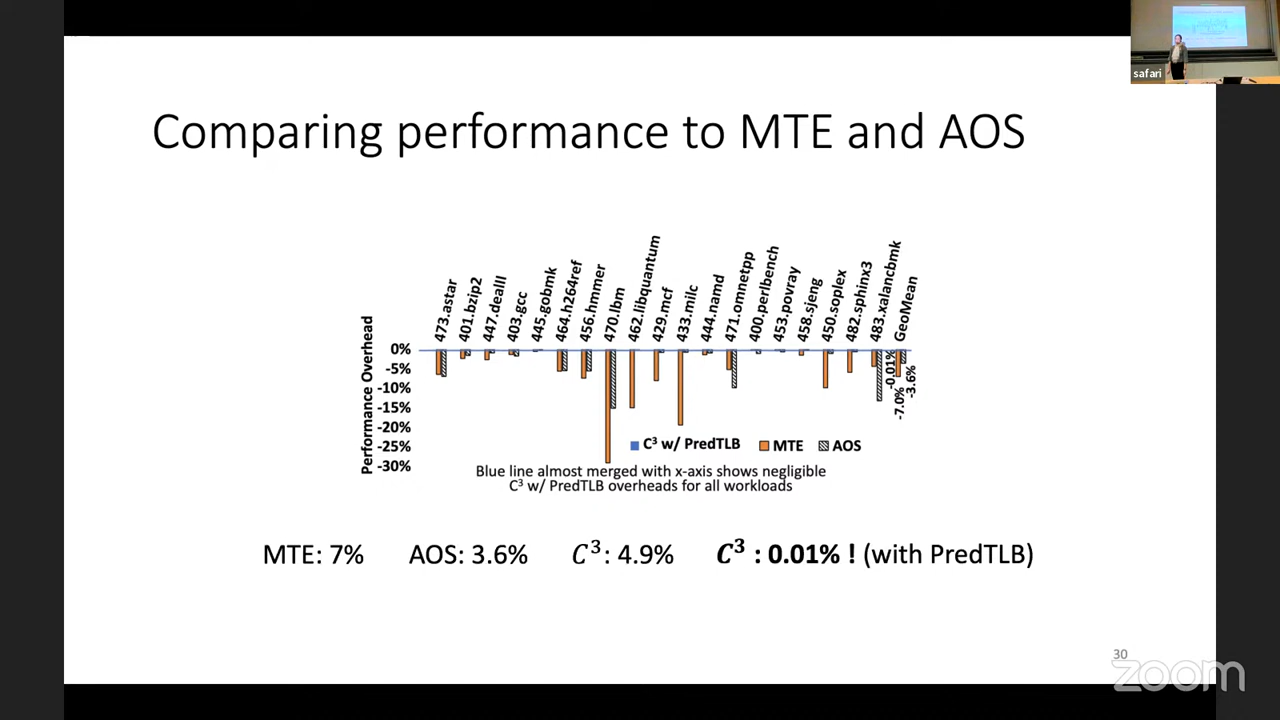 safari
Comparing performance to MTE and AOS
473.astar
401.bzip2
447.dealII
403.gcc
445.gobmk
464.h264ref
456.hmmer
470.lbm
462.libquantum
429.mcf
433.milc
444.namd
471.omnetpp
400.perlbench
453.povray
458.sjeng
450.soplex
482.sphinx3
483.xalancbmk
GeoMean
Performance Overhead
0%
-5%
-10%
-15%
-20%
-25%
-30%
-0.01%
-7.0%
-3.6%
C³ w/ PredTLB MTE AOS
Blue line almost merged with x-axis shows negligible
C³ w/ PredTLB overheads for all workloads
MTE: 7% AOS: 3.6% C³: 4.9% C³ : 0.01% ! (with PredTLB)
30
zoom